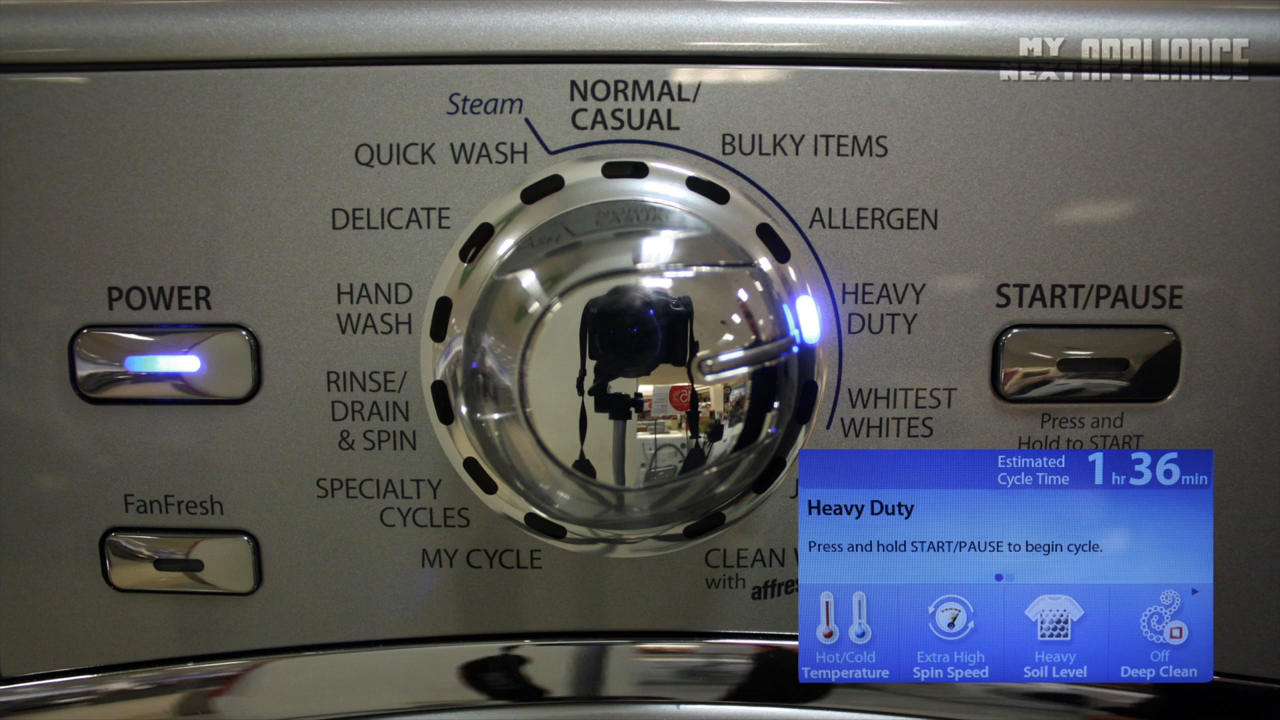 MY
NEXT APPLIANCE
Steam
NORMAL/
CASUAL
QUICK WASH
BULKY ITEMS
DELICATE
ALLERGEN
HAND
WASH
HEAVY
DUTY
POWER
START/PAUSE
RINSE/
DRAIN
& SPIN
WHITEST
WHITES
Press and
Hold to START
SPECIALTY
CYCLES
FanFresh
MY CYCLE
CLEAN
with affres
Estimated
Cycle Time 1 hr 36 min
Heavy Duty
Press and hold START/PAUSE to begin cycle.
Hot/Cold
Temperature
Extra High
Spin Speed
Heavy
Soil Level
Off
Deep Clean